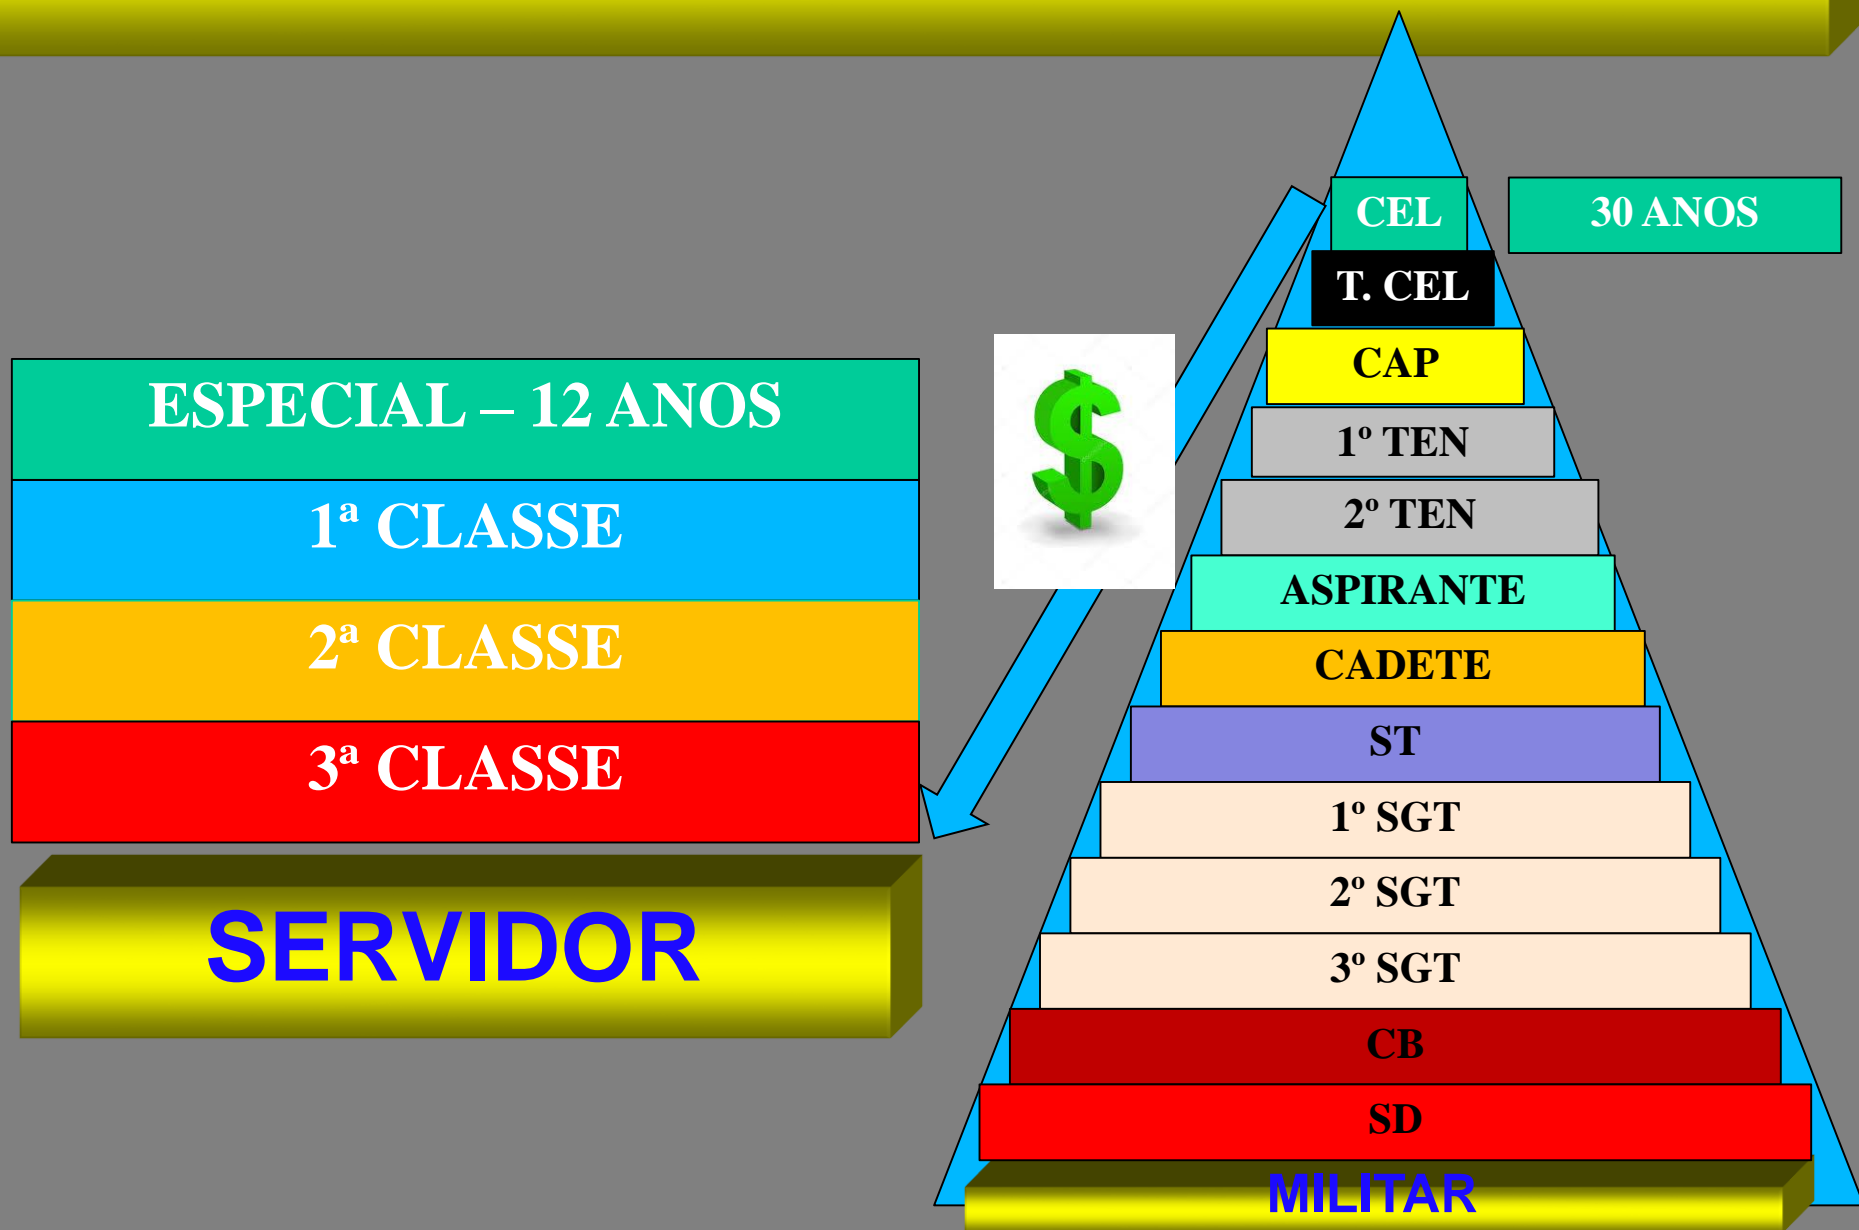 ESPECIAL – 12 ANOS
1ª CLASSE
2ª CLASSE
3ª CLASSE
SERVIDOR
CEL
30 ANOS
T. CEL
CAP
1º TEN
2º TEN
ASPIRANTE
CADETE
ST
1º SGT
2º SGT
3º SGT
CB
SD
MILITAR